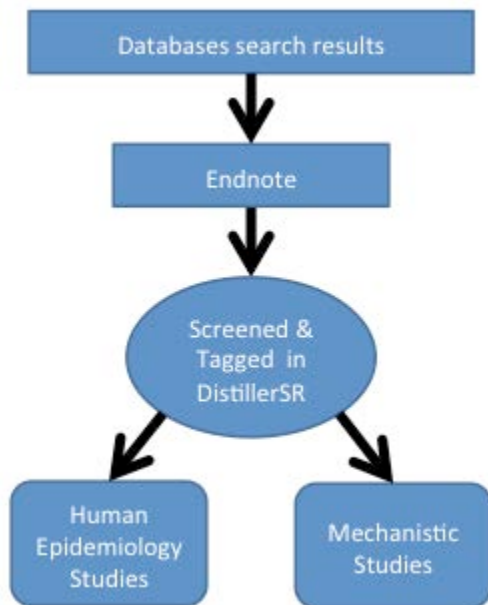 Databases search results
Endnote
Screened &
Tagged in
DistillerSR
Human
Epidemiology
Studies
Mechanistic
Studies